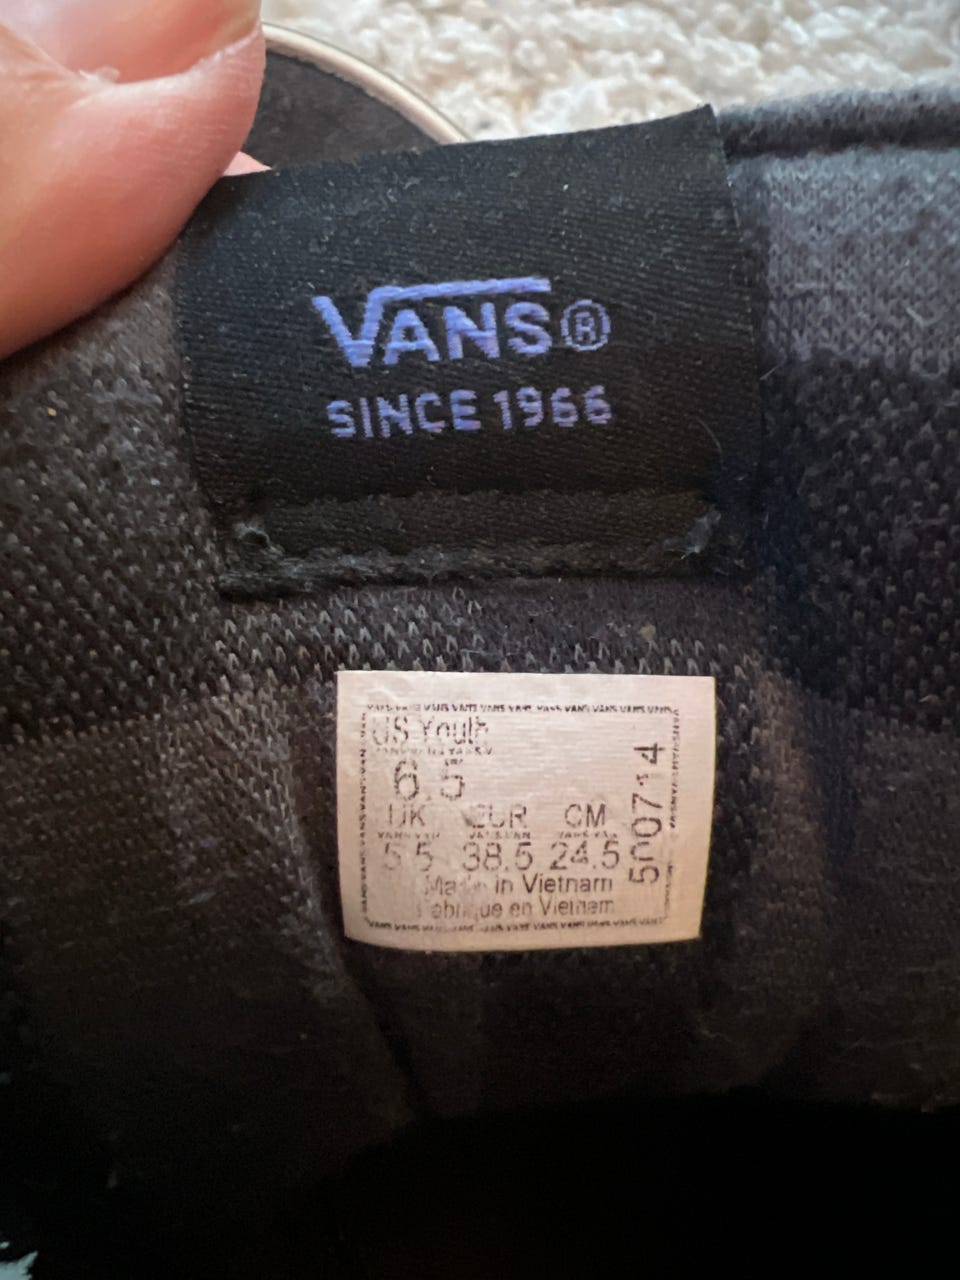 VANS®
SINCE 1966
US Youth
6.5
UK EUR CM
5.5 38.5 24.5
Made in Vietnam
Fabrique en Vietnam
500714